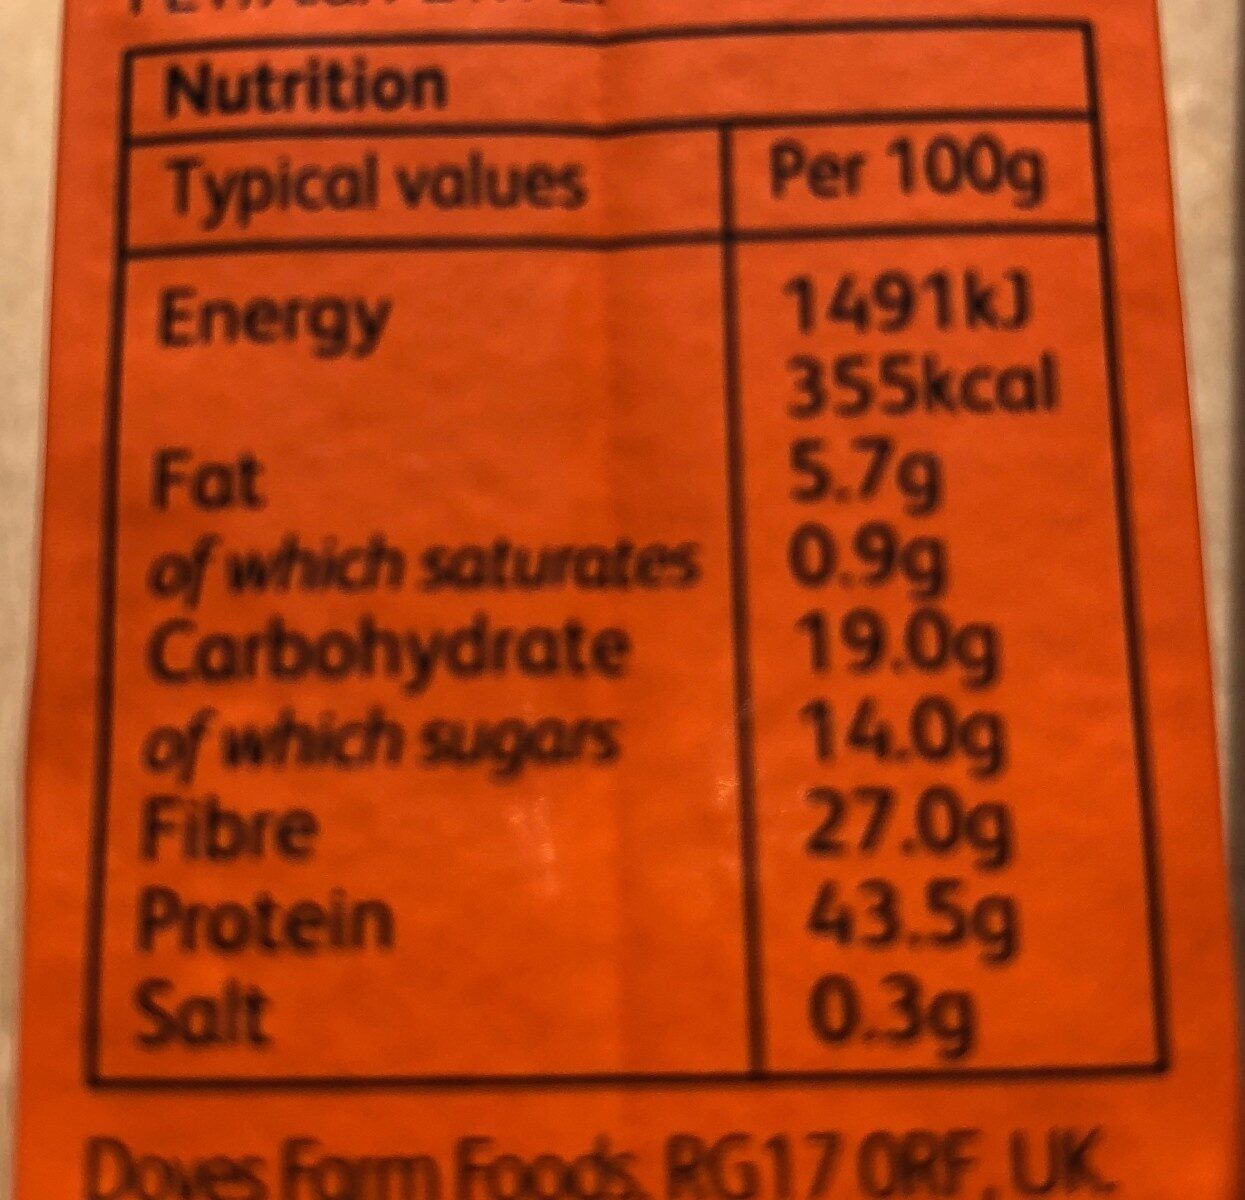 Nutrition
Typical values Per 100g
Energy 1491kJ
355kcal
Fat 5.7g
of which saturates 0.9g
Carbohydrate 19.0g
of which sugars 14.0g
Fibre 27.0g
Protein 43.5g
Salt 0.3g
Doves Farm Foods, RG17 0RF, UK.